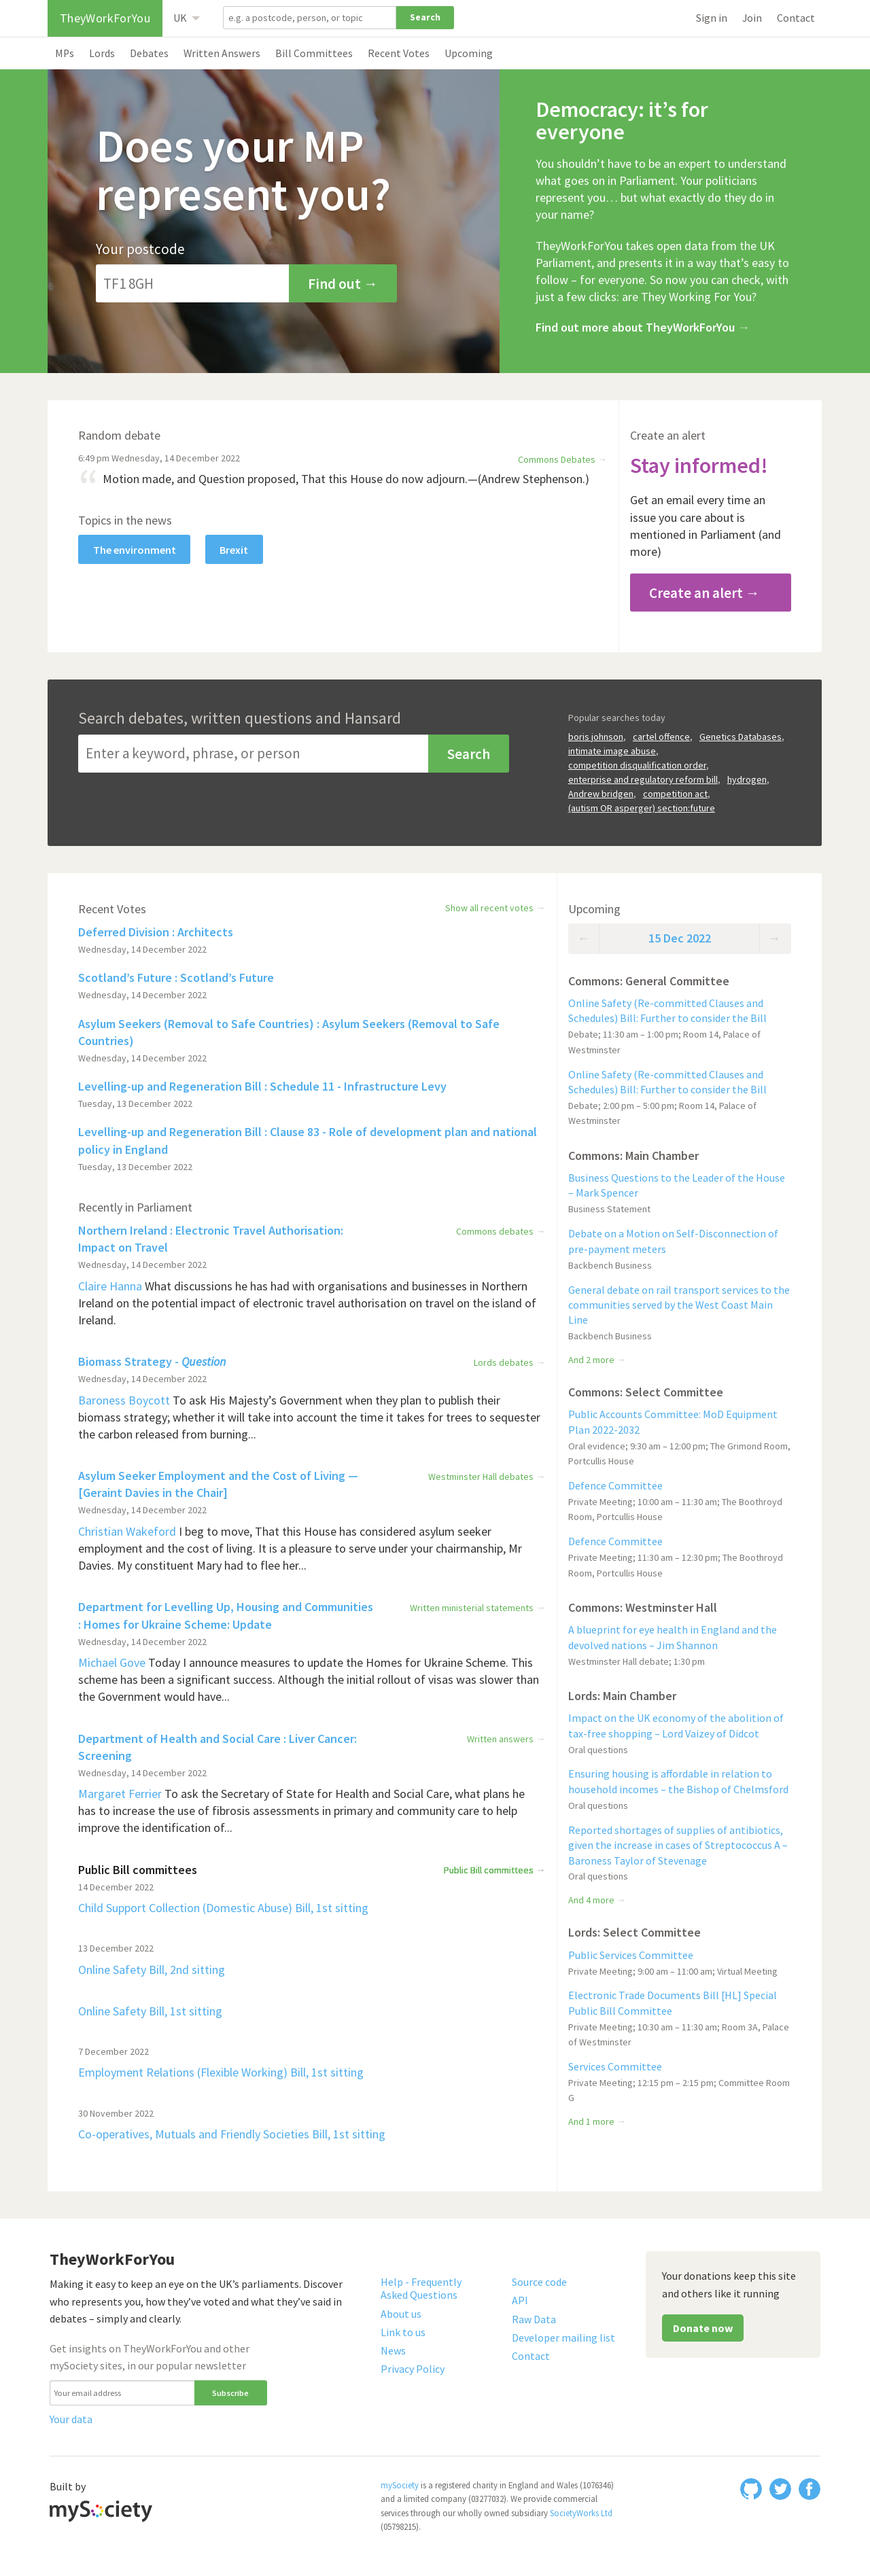 TheyWorkForYou
UK
e.g. a postcode, person, or topic
Search
Sign in
Join
Contact
MPs
Lords
Debates
Written Answers
Bill Committees
Recent Votes
Upcoming
Does your MP
represent you?
Your postcode
TF1 8GH
Find out →
Democracy: it’s for
everyone
You shouldn’t have to be an expert to understand
what goes on in Parliament. Your politicians
represent you… but what exactly do they do in
your name?
TheyWorkForYou takes open data from the UK
Parliament, and presents it in a way that’s easy to
follow – for everyone. So now you can check, with
just a few clicks: are They Working For You?
Find out more about TheyWorkForYou →
Random debate
6:49 pm Wednesday, 14 December 2022
Commons Debates →
“ Motion made, and Question proposed, That this House do now adjourn.—(Andrew Stephenson.)
Topics in the news
The environment
Brexit
Create an alert
Stay informed!
Get an email every time an
issue you care about is
mentioned in Parliament (and
more)
Create an alert →
Search debates, written questions and Hansard
Enter a keyword, phrase, or person
Search
Popular searches today
boris johnson, cartel offence, Genetics Databases,
intimate image abuse,
competition disqualification order,
enterprise and regulatory reform bill, hydrogen,
Andrew bridgen, competition act,
(autism OR asperger) section:future
Recent Votes
Show all recent votes →
Deferred Division : Architects
Wednesday, 14 December 2022
Scotland’s Future : Scotland’s Future
Wednesday, 14 December 2022
Asylum Seekers (Removal to Safe Countries) : Asylum Seekers (Removal to Safe
Countries)
Wednesday, 14 December 2022
Levelling-up and Regeneration Bill : Schedule 11 - Infrastructure Levy
Tuesday, 13 December 2022
Levelling-up and Regeneration Bill : Clause 83 - Role of development plan and national
policy in England
Tuesday, 13 December 2022
Recently in Parliament
Northern Ireland : Electronic Travel Authorisation:
Impact on Travel
Commons debates →
Wednesday, 14 December 2022
Claire Hanna What discussions he has had with organisations and businesses in Northern
Ireland on the potential impact of electronic travel authorisation on travel on the island of
Ireland.
Biomass Strategy - Question
Lords debates →
Wednesday, 14 December 2022
Baroness Boycott To ask His Majesty’s Government when they plan to publish their
biomass strategy; whether it will take into account the time it takes for trees to sequester
the carbon released from burning...
Asylum Seeker Employment and the Cost of Living —
[Geraint Davies in the Chair]
Westminster Hall debates →
Wednesday, 14 December 2022
Christian Wakeford I beg to move, That this House has considered asylum seeker
employment and the cost of living. It is a pleasure to serve under your chairmanship, Mr
Davies. My constituent Mary had to flee her...
Department for Levelling Up, Housing and Communities
: Homes for Ukraine Scheme: Update
Written ministerial statements →
Wednesday, 14 December 2022
Michael Gove Today I announce measures to update the Homes for Ukraine Scheme. This
scheme has been a significant success. Although the initial rollout of visas was slower than
the Government would have...
Department of Health and Social Care : Liver Cancer:
Screening
Written answers →
Wednesday, 14 December 2022
Margaret Ferrier To ask the Secretary of State for Health and Social Care, what plans he
has to increase the use of fibrosis assessments in primary and community care to help
improve the identification of...
Public Bill committees
Public Bill committees →
14 December 2022
Child Support Collection (Domestic Abuse) Bill, 1st sitting
13 December 2022
Online Safety Bill, 2nd sitting
Online Safety Bill, 1st sitting
7 December 2022
Employment Relations (Flexible Working) Bill, 1st sitting
30 November 2022
Co-operatives, Mutuals and Friendly Societies Bill, 1st sitting
Upcoming
← 15 Dec 2022 →
Commons: General Committee
Online Safety (Re-committed Clauses and
Schedules) Bill: Further to consider the Bill
Debate; 11:30 am – 1:00 pm; Room 14, Palace of
Westminster
Online Safety (Re-committed Clauses and
Schedules) Bill: Further to consider the Bill
Debate; 2:00 pm – 5:00 pm; Room 14, Palace of
Westminster
Commons: Main Chamber
Business Questions to the Leader of the House
– Mark Spencer
Business Statement
Debate on a Motion on Self-Disconnection of
pre-payment meters
Backbench Business
General debate on rail transport services to the
communities served by the West Coast Main
Line
Backbench Business
And 2 more →
Commons: Select Committee
Public Accounts Committee: MoD Equipment
Plan 2022-2032
Oral evidence; 9:30 am – 12:00 pm; The Grimond Room,
Portcullis House
Defence Committee
Private Meeting; 10:00 am – 11:30 am; The Boothroyd
Room, Portcullis House
Defence Committee
Private Meeting; 11:30 am – 12:30 pm; The Boothroyd
Room, Portcullis House
Commons: Westminster Hall
A blueprint for eye health in England and the
devolved nations – Jim Shannon
Westminster Hall debate; 1:30 pm
Lords: Main Chamber
Impact on the UK economy of the abolition of
tax-free shopping – Lord Vaizey of Didcot
Oral questions
Ensuring housing is affordable in relation to
household incomes – the Bishop of Chelmsford
Oral questions
Reported shortages of supplies of antibiotics,
given the increase in cases of Streptococcus A –
Baroness Taylor of Stevenage
Oral questions
And 4 more →
Lords: Select Committee
Public Services Committee
Private Meeting; 9:00 am – 11:00 am; Virtual Meeting
Electronic Trade Documents Bill [HL] Special
Public Bill Committee
Private Meeting; 10:30 am – 11:30 am; Room 3A, Palace
of Westminster
Services Committee
Private Meeting; 12:15 pm – 2:15 pm; Committee Room
G
And 1 more →
TheyWorkForYou
Making it easy to keep an eye on the UK’s parliaments. Discover
who represents you, how they’ve voted and what they’ve said in
debates – simply and clearly.
Get insights on TheyWorkForYou and other
mySociety sites, in our popular newsletter
Your email address
Subscribe
Your data
Help - Frequently
Asked Questions
About us
Link to us
News
Privacy Policy
Source code
API
Raw Data
Developer mailing list
Contact
Your donations keep this site
and others like it running
Donate now
Built by
mySociety
mySociety is a registered charity in England and Wales (1076346)
and a limited company (03277032). We provide commercial
services through our wholly owned subsidiary SocietyWorks Ltd
(05798215).